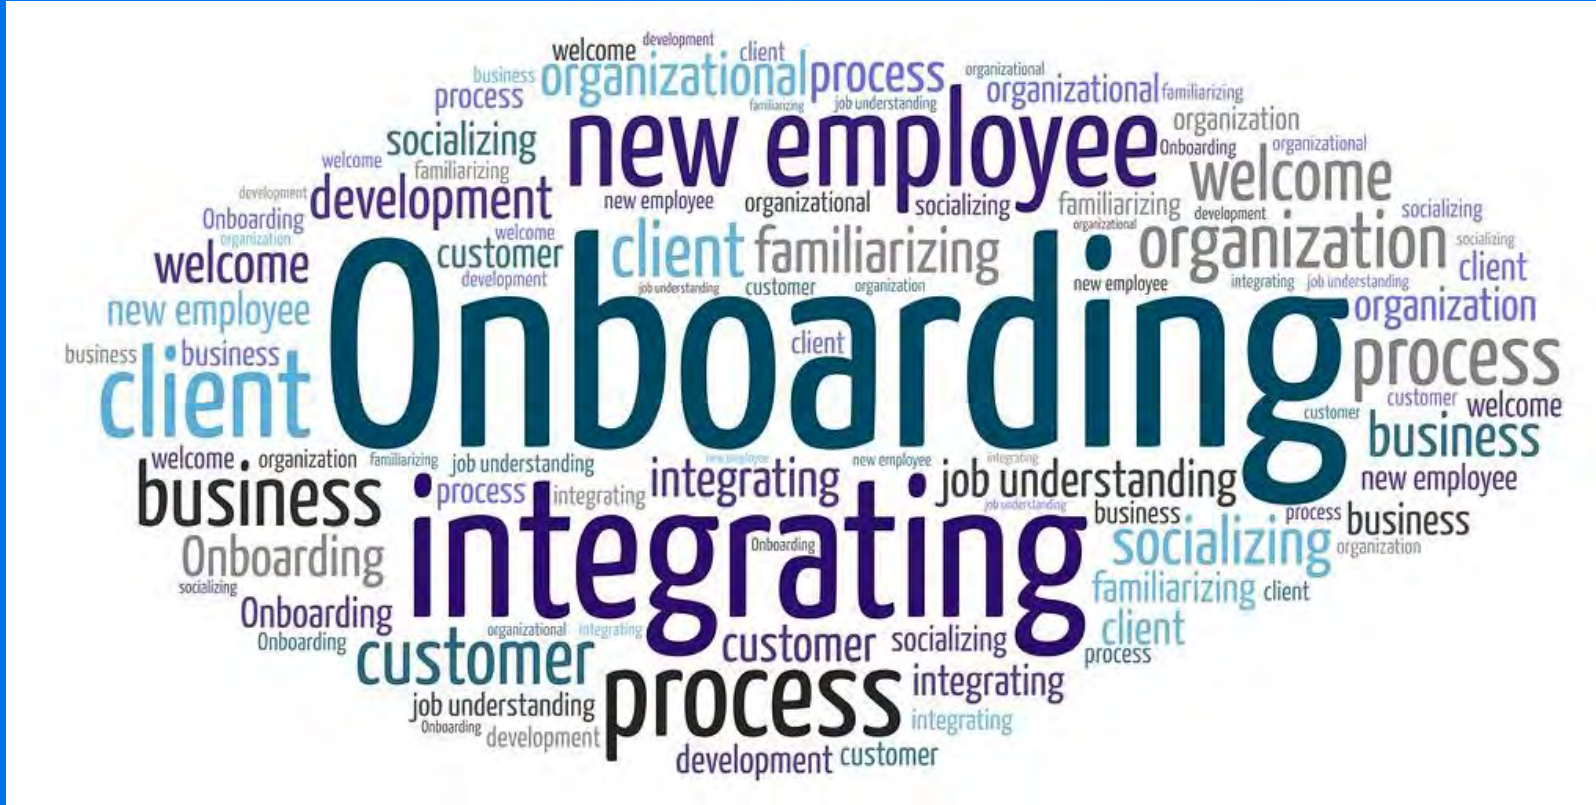 welcome development client
business organizational process organizational
process familiarizing job understanding organizational familiarizing
socializing new employee organization
welcome familiarizing Onboarding organizational
development development welcome
Onboarding new employee organizational socializing familiarizing development socializing
organization welcome organizational
welcome customer client familiarizing organization socializing
development client
new employee job understanding customer organization new employee integrating job understanding
Onboarding organization
business business client process
client customer welcome
customer business
welcome organization familiarizing job understanding new employee new employee integrating
business process integrating integrating job understanding new employee
job understanding business process business
Onboarding integrating Onboarding socializing organization
socializing familiarizing client
Onboarding organizational integrating client
Onboarding customer customer socializing process
process integrating
job understanding
Onboarding development integrating
development customer